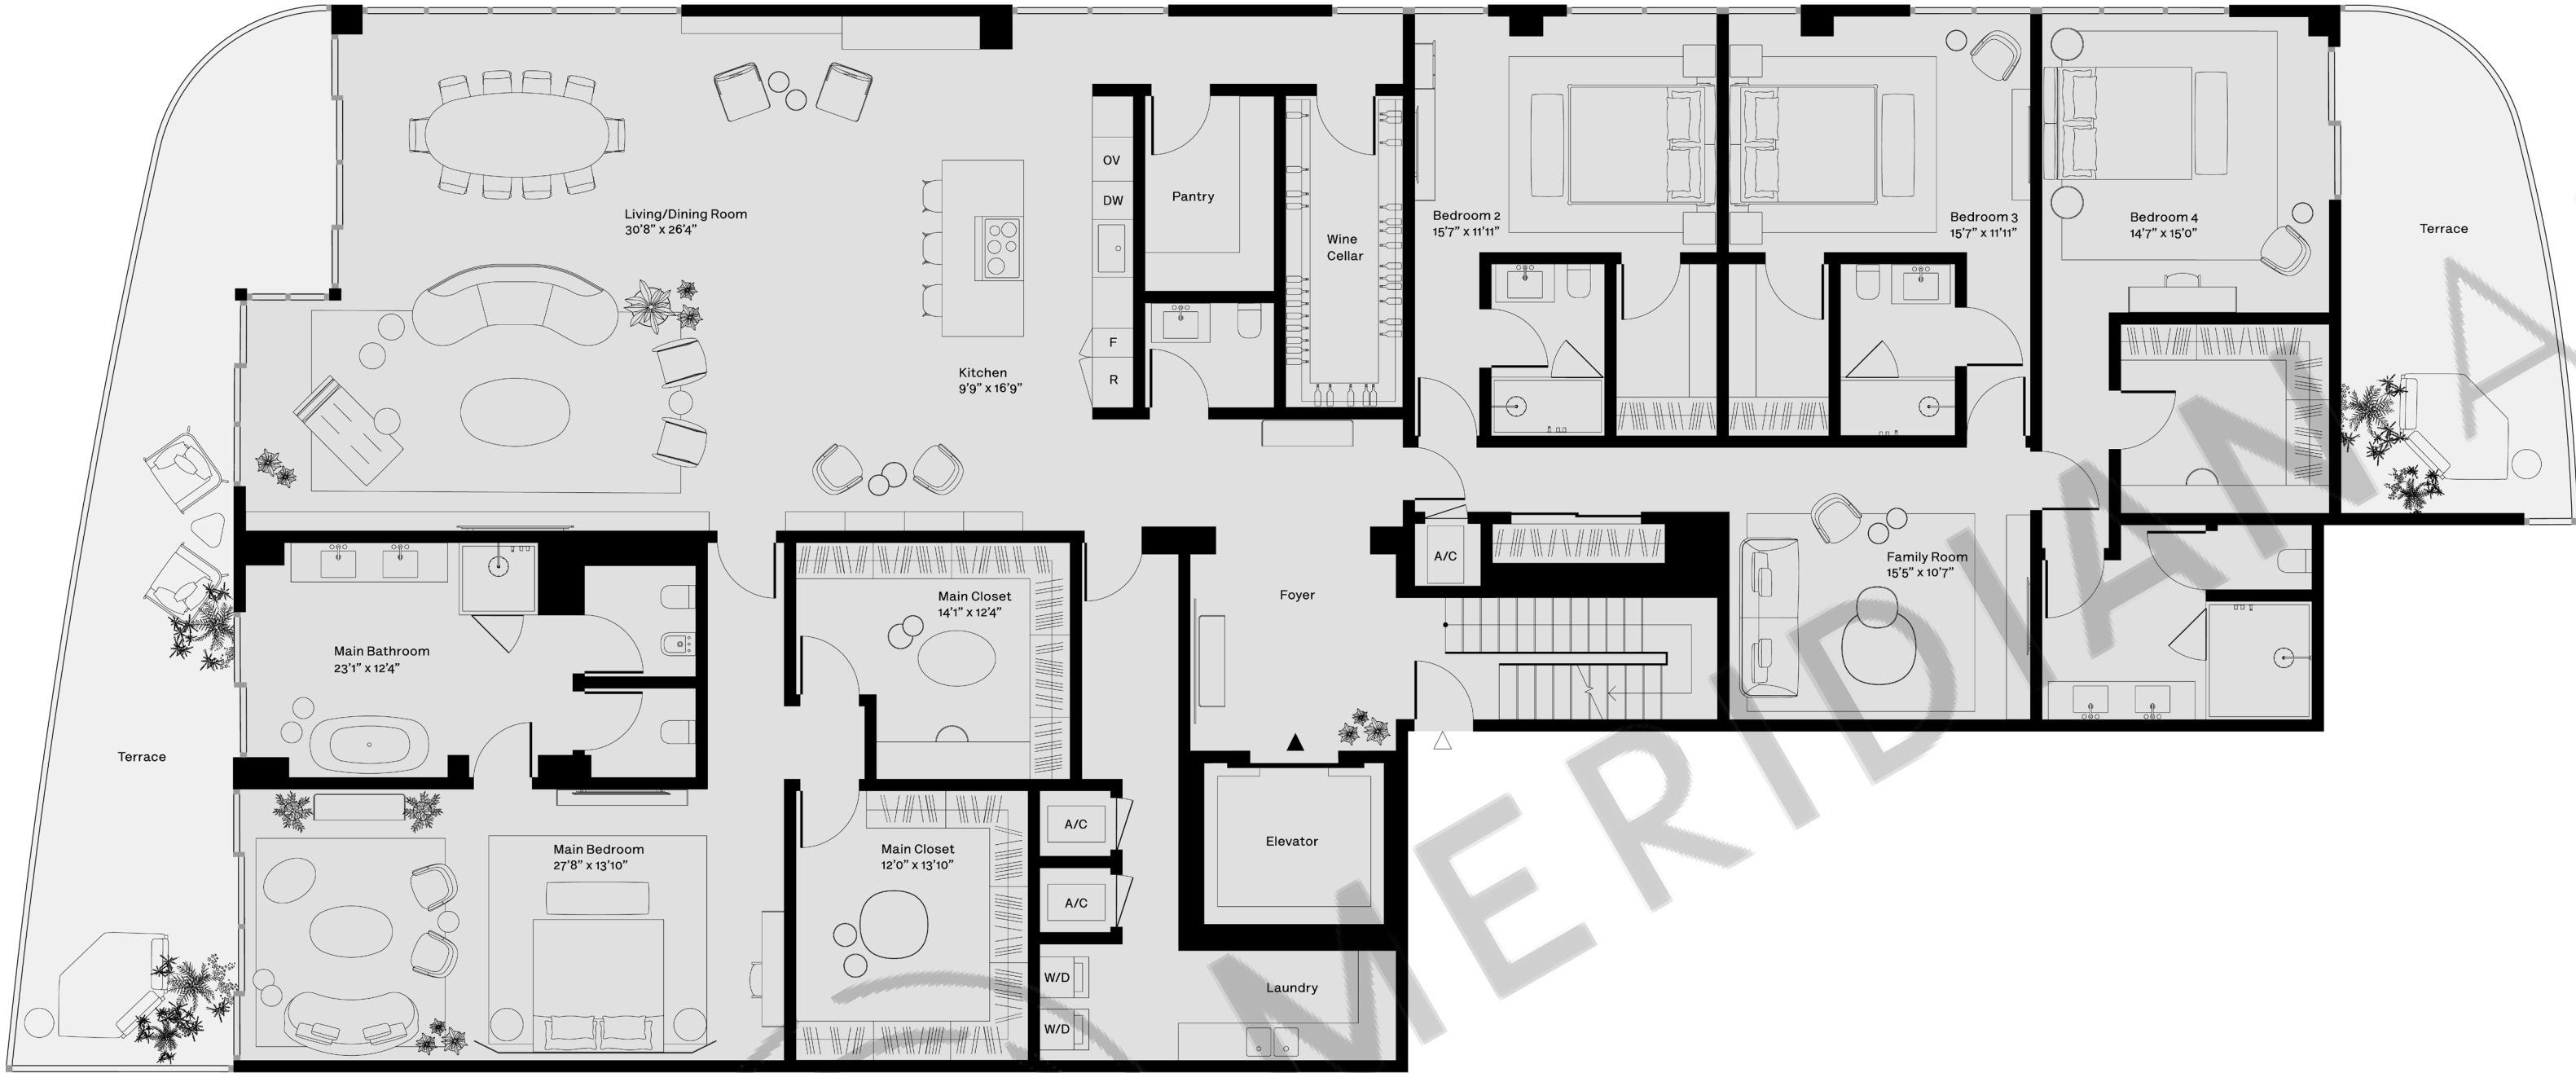 Living/Dining Room
30'8" x 26'4"
OV
DW
Pantry
Wine
Cellar
Bedroom 2
15'7" x 11'11"
Bedroom 3
15'7" x 11'11"
Bedroom 4
14'7" x 15'0"
Terrace
Kitchen
9'9" x 16'9"
F
R
A/C
Family Room
15'5" x 10'7"
Foyer
Main Closet
14'1" x 12'4"
Main Bathroom
23'1" x 12'4"
Terrace
Main Bedroom
27'8" x 13'10"
Main Closet
12'0" x 13'10"
A/C
A/C
Elevator
W/D
W/D
Laundry
MERIDIAN A